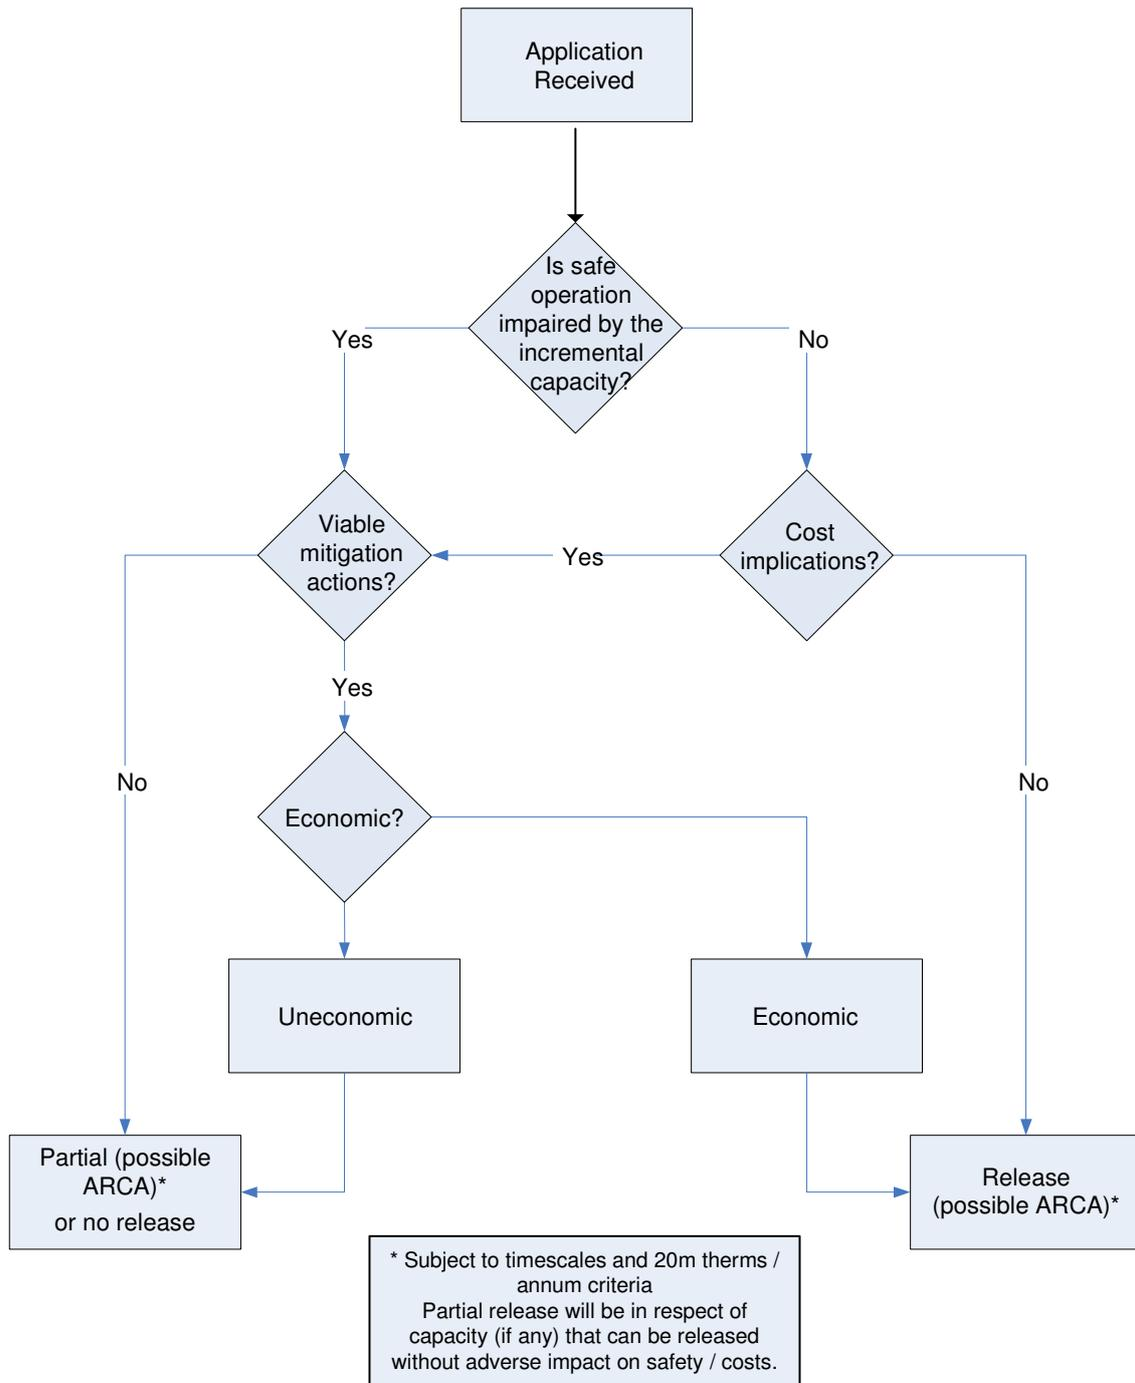 Application
Received
Is safe
operation
impaired by the
incremental
capacity?
Yes
No
Viable
mitigation
actions?
Yes
Cost
implications?
Yes
No
No
Economic?
Uneconomic
Economic
Partial (possible
ARCA)*
or no release
Release
(possible ARCA)*
* Subject to timescales and 20m therms /
annum criteria
Partial release will be in respect of
capacity (if any) that can be released
without adverse impact on safety / costs.